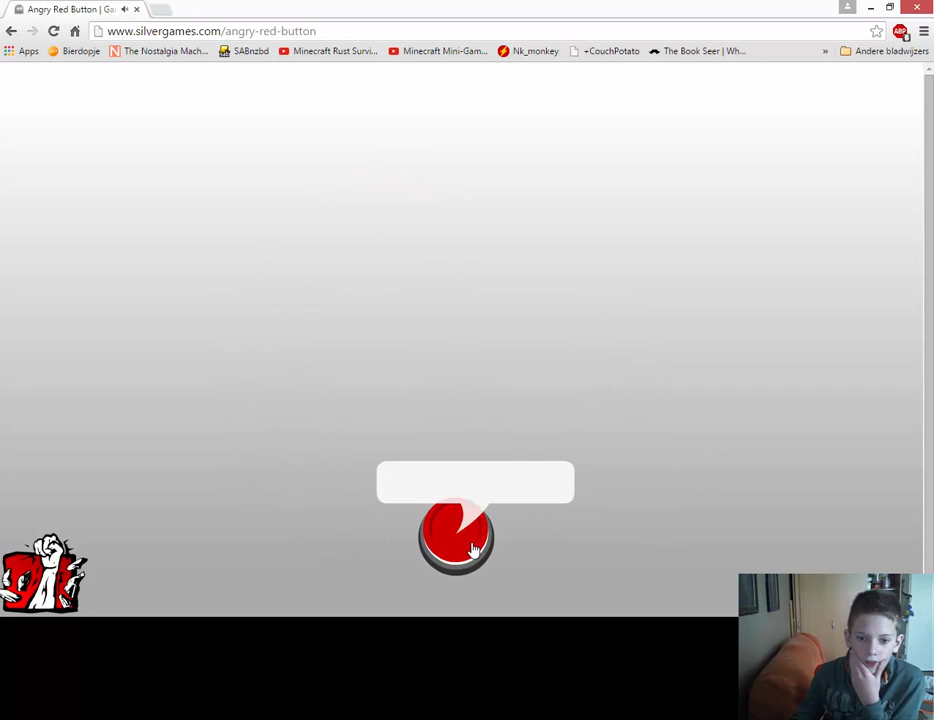 Angry Red Button | Ga
www.silvergames.com/angry-red-button
Apps Bierdopje The Nostalgia Mach... SABnzbd Minecraft Rust Survi... Minecraft Mini-Gam... Nk_monkey +CouchPotato The Book Seer | Wh... » Andere bladwijzers